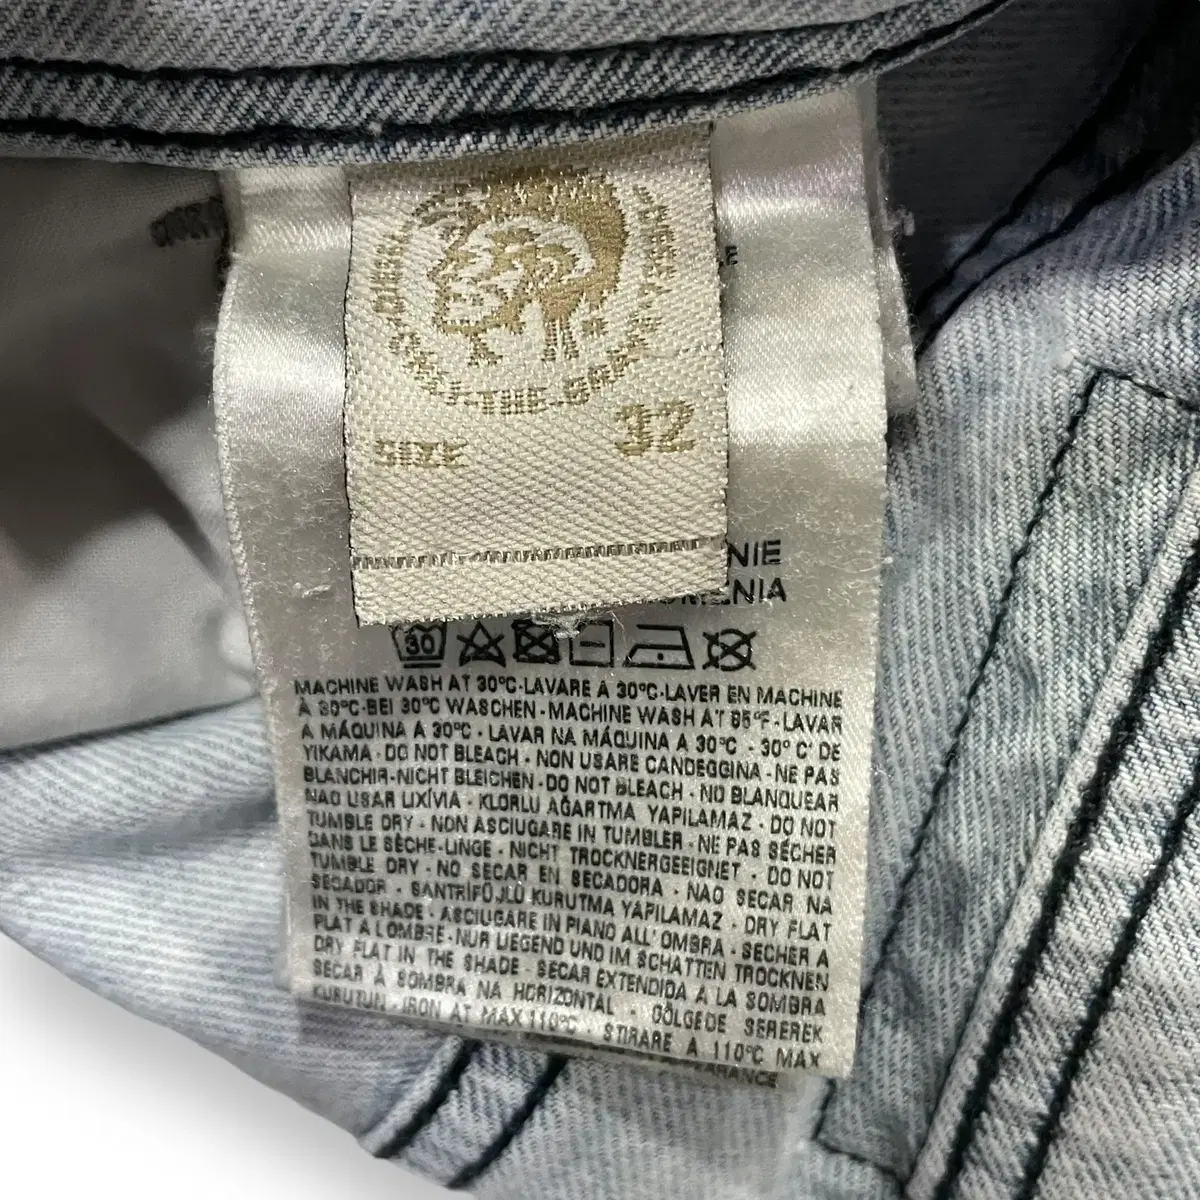 DIESEL
ONLY-THE-BRAVE
SIZE 32
NIE
30
MACHINE WASH AT 30°C-LAVARE A 30°C-LAVER EN MACHINE
À 30°C-BEI 30°C WASCHEN-MACHINE WASH AT 85°F-LAVAR
A MÁQUINA A 30°C - LAVAR NA MÁQUINA A 30°C - 30° C' DE
YIKAMA - DO NOT BLEACH - NON USARE CANDEGGINA - NE PAS
BLANCHIR-NICHT BLEICHEN-DO NOT BLEACH - NO BLANQUEAR
NAO USAR LIXÍVIA - KLORLU AĞARTMA YAPILAMAZ - DO NOT
TUMBLE DRY - NON ASCIUGARE IN TUMBLER - NE PAS SÉCHER
DANS LE SÈCHE-LINGE - NICHT TROCKNERGEEIGNET - DO NOT
TUMBLE DRY - NO SECAR EN SECADORA - NAO SECAR NA
SECADOR - SANTRİFÜJLÜ KURUTMA YAPILAMAZ - DRY FLAT
IN THE SHADE - ASCIUGARE IN PIANO ALL'OMBRA - SECHER A
PLAT A LOMBRE-NUR LIEGEND UND IM SCHATTEN TROCKNEN
DRY FLAT IN THE SHADE - SECAR EXTENDIDA A LA SOMBRA
SECAR À SOMBRA NA HORIZONTAL - GÖLGEDE SEREREK
KURUTUN - IRON AT MAX 110°C - STIRARE A 110°C MAX